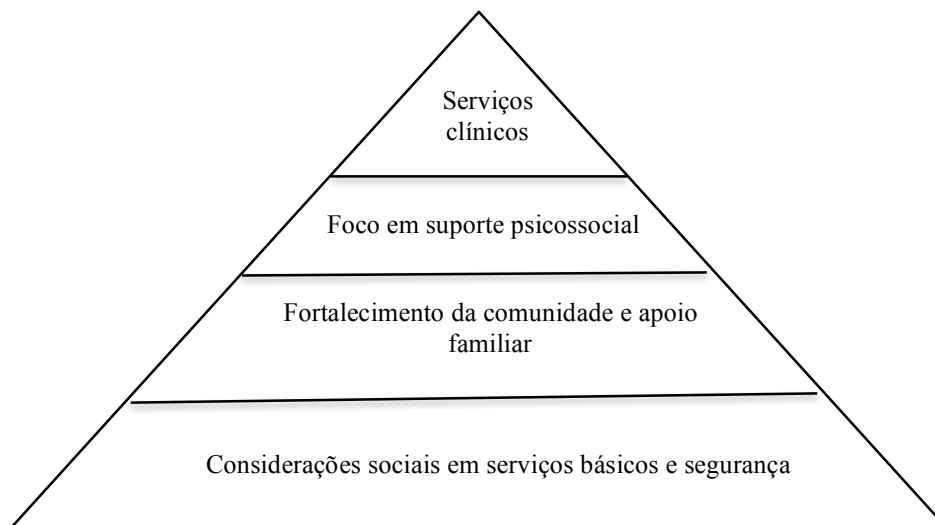 Serviços
clínicos
Foco em suporte psicossocial
Fortalecimento da comunidade e apoio
familiar
Considerações sociais em serviços básicos e segurança